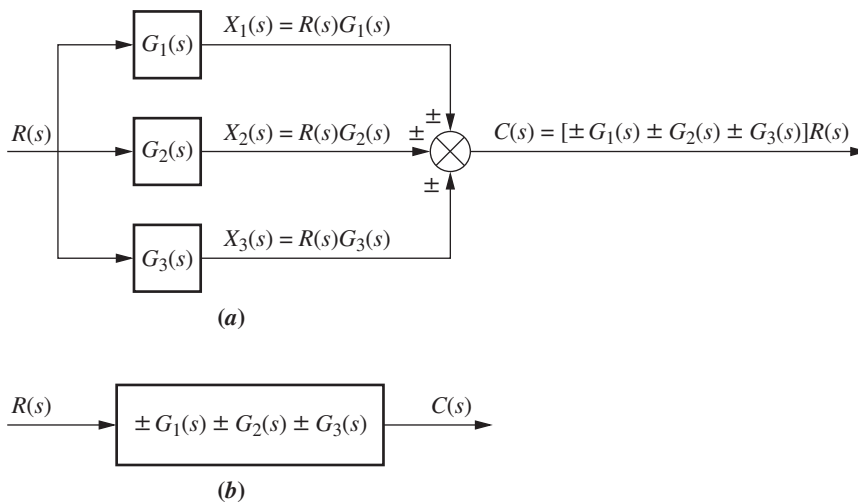 X₁(s) = R(s)G₁(s)
G₁(s)
±
R(s)
G₂(s)
X₂(s) = R(s)G₂(s)
±
C(s) = [± G₁(s) ± G₂(s) ± G₃(s)]R(s)
±
G₃(s)
X₃(s) = R(s)G₃(s)
(a)
R(s)
± G₁(s) ± G₂(s) ± G₃(s)
C(s)
(b)